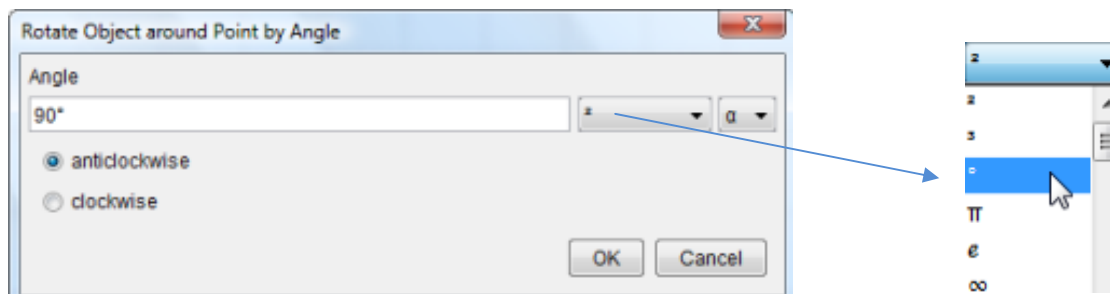 Rotate Object around Point by Angle
Angle
90°
²
α
anticlockwise
clockwise
OK
Cancel
²
²
³
°
π
e
∞